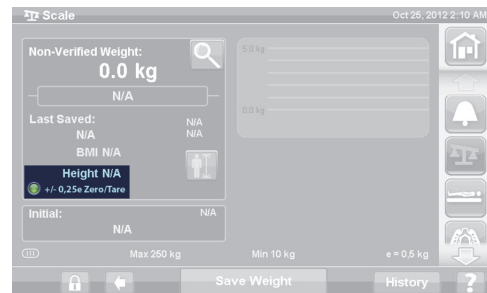 Scale
Oct 25, 2012 2:10 AM
Non-Verified Weight:
0.0 kg
N/A
Last Saved:
N/A
N/A
N/A
BMI N/A
Height N/A
+/- 0,25e Zero/Tare
Initial:
N/A
N/A
5.0 kg
0.0 kg
III
Max 250 kg
Min 10 kg
e = 0,5 kg
Save Weight
History
?